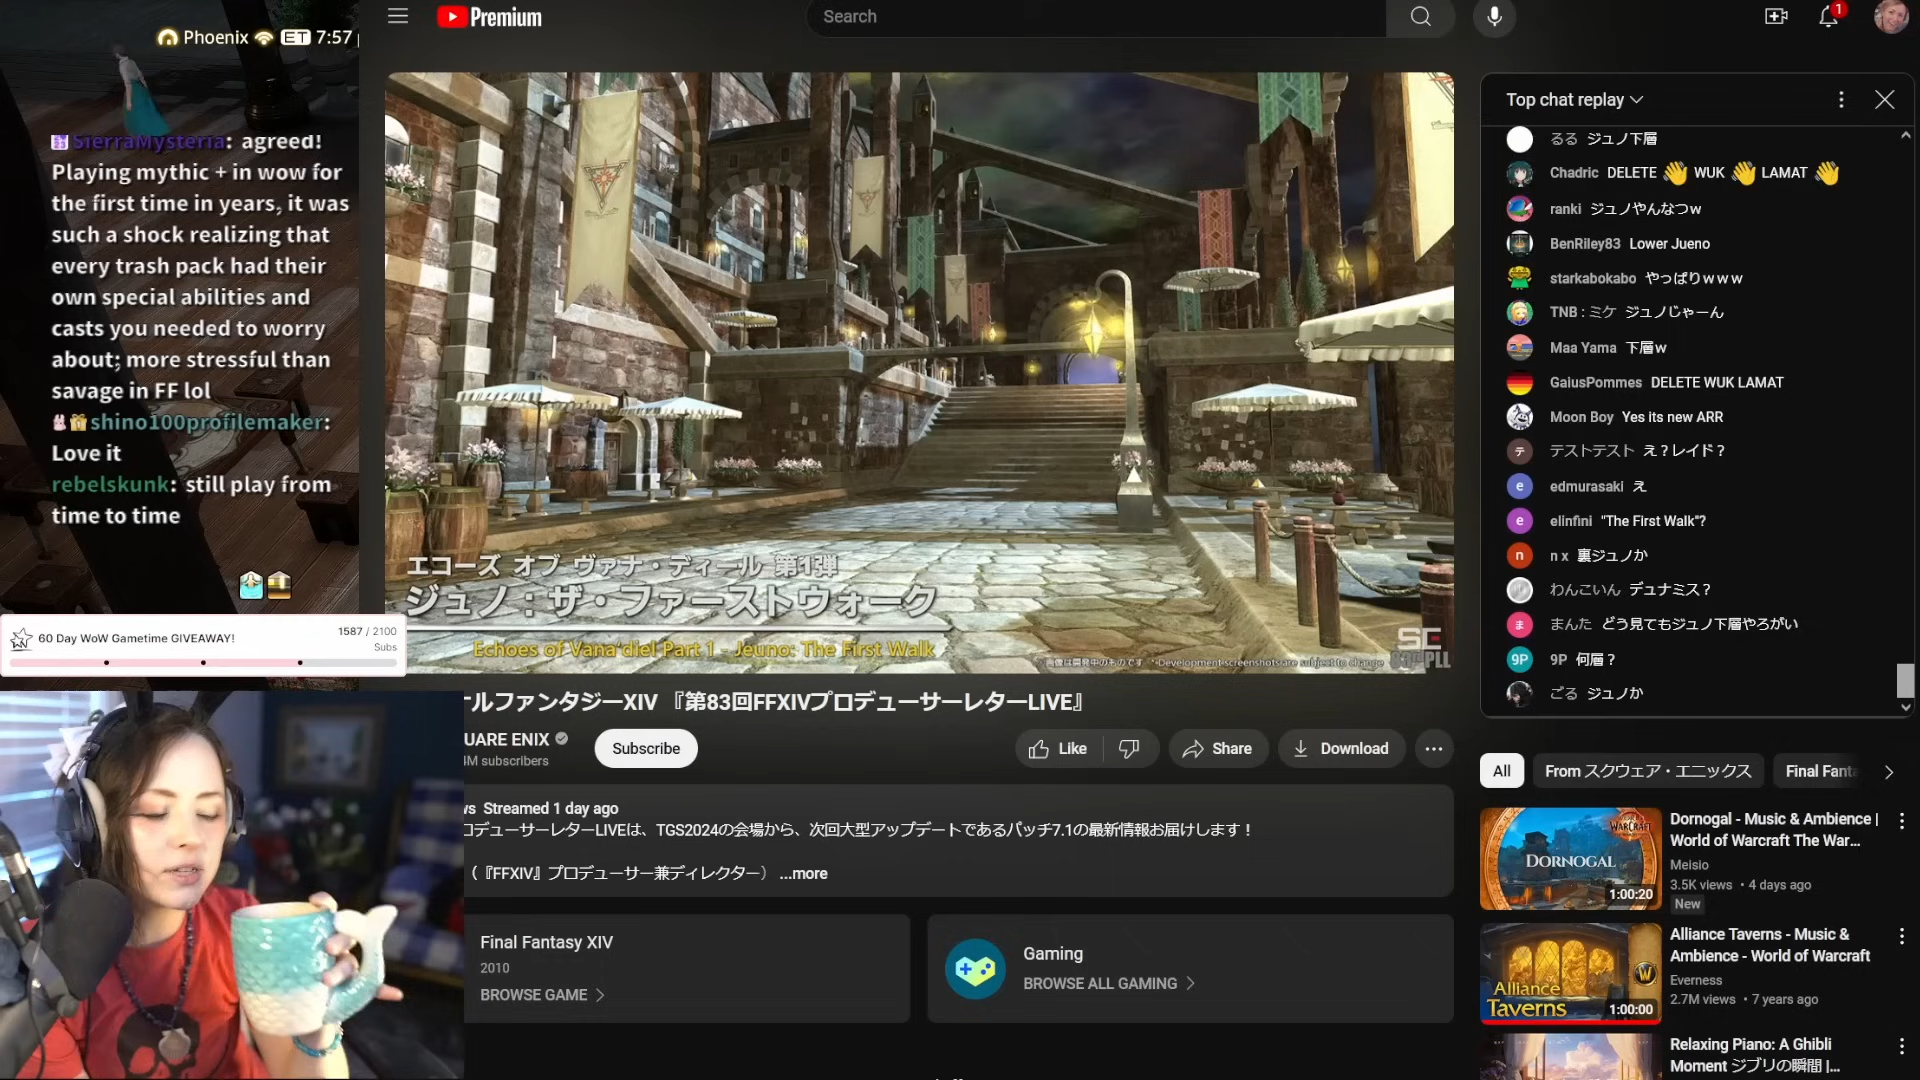 Phoenix ET 7:57
SierraMysteria: agreed!
Playing mythic + in wow for
the first time in years, it was
such a shock realizing that
every trash pack had their
own special abilities and
casts you needed to worry
about; more stressful than
savage in FF lol
shino100profilemaker:
Love it
rebelskunk: still play from
time to time
60 Day WoW Gametime GIVEAWAY!
1587 / 2100
Subs
Premium
Search
1
エコーズ オブ ヴァナ・ディール 第1弾
ジュノ：ザ・ファーストウォーク
Echoes of Vana'diel Part 1 - Jeuno: The First Walk
*Development screenshots are subject to change
ナルファンタジーXIV 『第83回FFXIVプロデューサーレターLIVE』
UARE ENIX
4M subscribers
Subscribe
Like
Share
Download
ws Streamed 1 day ago
ロデューサーレターLIVEは、TGS2024の会場から、次回大型アップデートであるパッチ7.1の最新情報お届けします！
（『FFXIV』プロデューサー兼ディレクター） ...more
Final Fantasy XIV
2010
BROWSE GAME
Gaming
BROWSE ALL GAMING
Top chat replay
るる ジュノ下層
Chadric DELETE 👋 WUK 👋 LAMAT 👋
ranki ジュノやんなつｗ
BenRiley83 Lower Jueno
starkabokabo やっぱりｗｗｗ
TNB : ミケ ジュノじゃーん
Maa Yama 下層w
GaiusPommes DELETE WUK LAMAT
Moon Boy Yes its new ARR
テ テストテスト え？レイド？
e edmurasaki え
e elinfini "The First Walk"?
n n x 裏ジュノか
わんこいん デュナミス？
ま まんた どう見てもジュノ下層やろがい
9P 9P 何層？
ごる ジュノか
All
From スクウェア・エニックス
Final Fanta
WARCRAFT
DORNOGAL
1:00:20
Dornogal - Music & Ambience |
World of Warcraft The War...
Meisio
3.5K views • 4 days ago
New
Alliance
Taverns
1:00:00
Alliance Taverns - Music &
Ambience - World of Warcraft
Everness
2.7M views • 7 years ago
Relaxing Piano: A Ghibli
Moment ジブリの瞬間 |...